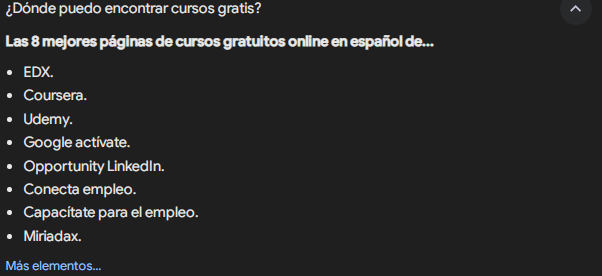 ¿Dónde puedo encontrar cursos gratis?
Las 8 mejores páginas de cursos gratuitos online en español de...
• EDX.
• Coursera.
• Udemy.
• Google actívate.
• Opportunity LinkedIn.
• Conecta empleo.
• Capacítate para el empleo.
• Miriadax.
Más elementos...